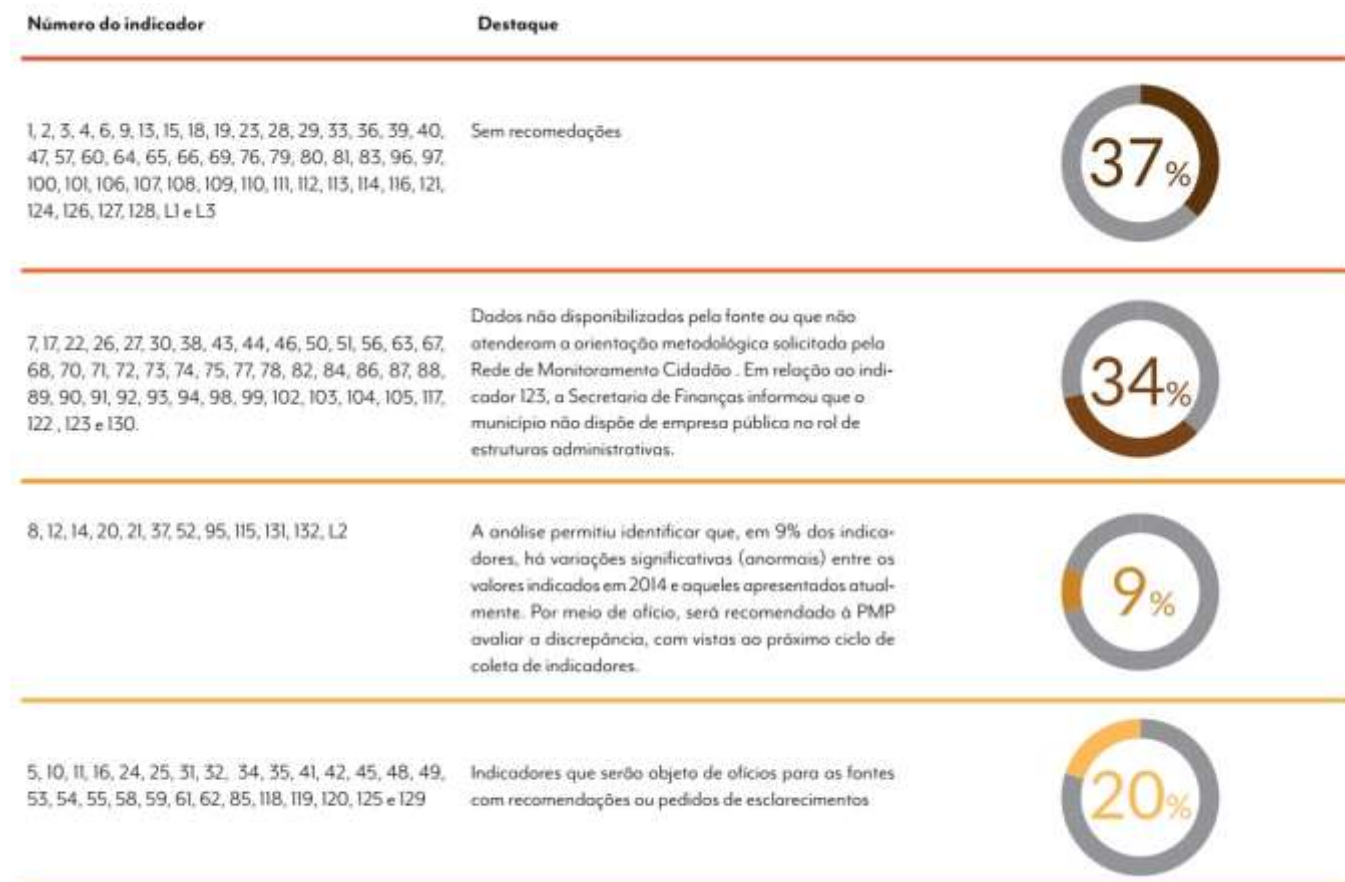 Número do indicador Destaque
1, 2, 3, 4, 6, 9, 13, 15, 18, 19, 23, 28, 29, 33, 36, 39, 40,
47, 57, 60, 64, 65, 66, 69, 76, 79, 80, 81, 83, 96, 97,
100, 101, 106, 107, 108, 109, 110, 111, 112, 113, 114, 116, 121,
124, 126, 127, 128, L1 e L3
Sem recomedações
37%
7, 17, 22, 26, 27, 30, 38, 43, 44, 46, 50, 51, 56, 63, 67,
68, 70, 71, 72, 73, 74, 75, 77, 78, 82, 84, 86, 87, 88,
89, 90, 91, 92, 93, 94, 98, 99, 102, 103, 104, 105, 117,
122 , 123 e 130.
Dados não disponibilizados pela fonte ou que não
atenderam a orientação metodológica solicitada pela
Rede de Monitoramento Cidadão . Em relação ao indi-
cador 123, a Secretaria de Finanças informou que o
município não dispõe de empresa pública no rol de
estruturas administrativas.
34%
8, 12, 14, 20, 21, 37, 52, 95, 115, 131, 132, L2
A análise permitiu identificar que, em 9% dos indica-
dores, há variações significativas (anormais) entre os
valores indicados em 2014 e aqueles apresentados atual-
mente. Por meio de ofício, será recomendado à PMP
avaliar a discrepância, com vistas ao próximo ciclo de
coleta de indicadores.
9%
5, 10, 11, 16, 24, 25, 31, 32, 34, 35, 41, 42, 45, 48, 49,
53, 54, 55, 58, 59, 61, 62, 85, 118, 119, 120, 125 e 129
Indicadores que serão objeto de ofícios para as fontes
com recomendações ou pedidos de esclarecimentos
20%